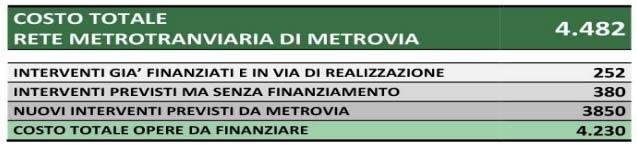 COSTO TOTALE
RETE METROTRANVIARIA DI METROVIA 4.482
INTERVENTI GIA' FINANZIATI E IN VIA DI REALIZZAZIONE 252
INTERVENTI PREVISTI MA SENZA FINANZIAMENTO 380
NUOVI INTERVENTI PREVISTI DA METROVIA 3850
COSTO TOTALE OPERE DA FINANZIARE 4.230